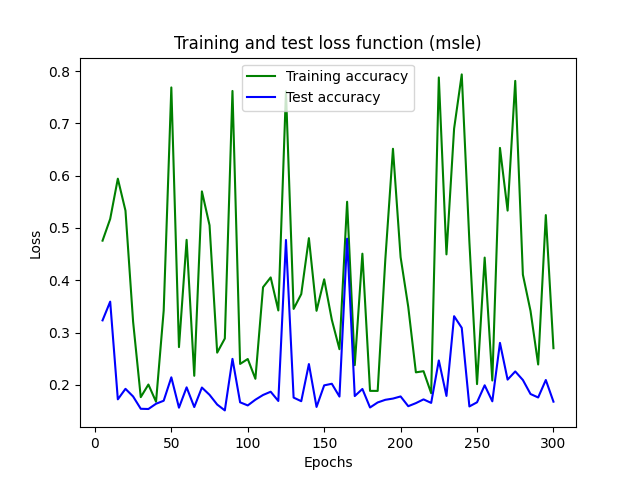 Training and test loss function (msle)
Training accuracy
Test accuracy
0.8
0.7
0.6
0.5
0.4
0.3
0.2
Loss
0
50
100
150
200
250
300
Epochs